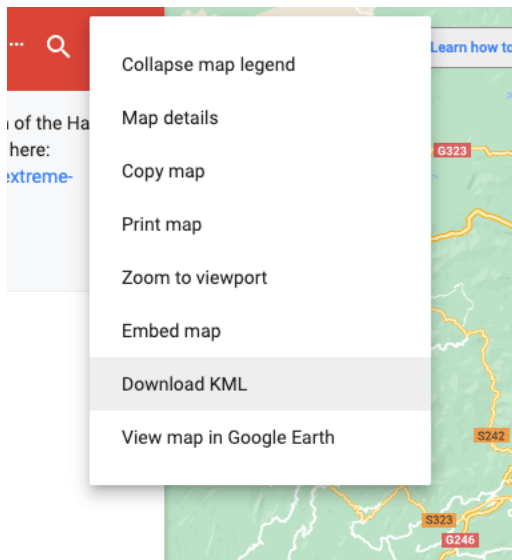 ...
Learn how to
Collapse map legend
Map details
of the Ha
here:
extreme-
Copy map
Print map
Zoom to viewport
Embed map
Download KML
View map in Google Earth
G323
S242
S323
G246